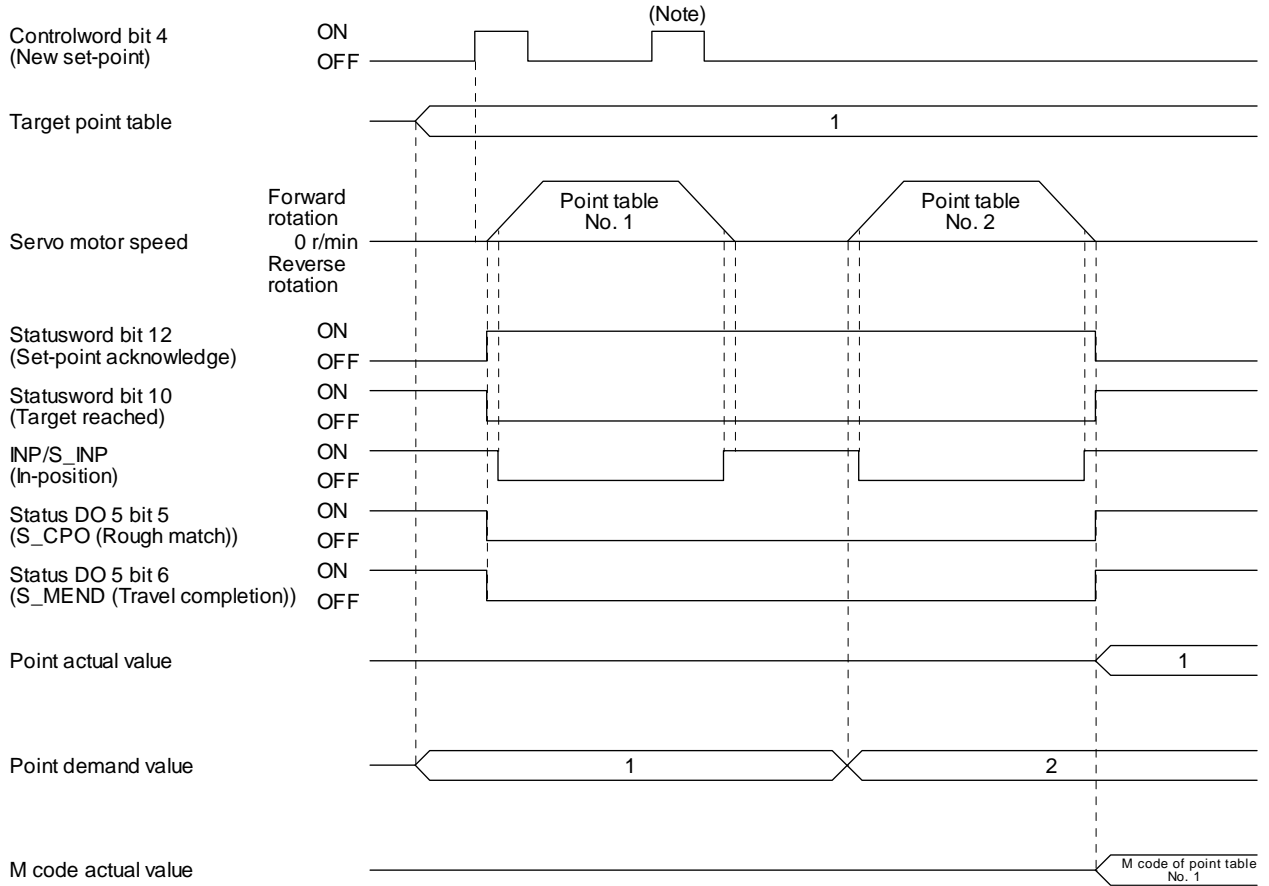 (Note)
Controlword bit 4
(New set-point)
ON
OFF
Target point table
1
Forward
rotation
0 r/min
Reverse
rotation
Servo motor speed
Point table
No. 1
Point table
No. 2
Statusword bit 12
(Set-point acknowledge)
ON
OFF
Statusword bit 10
(Target reached)
ON
OFF
INP/S_INP
(In-position)
ON
OFF
Status DO 5 bit 5
(S_CPO (Rough match))
ON
OFF
Status DO 5 bit 6
(S_MEND (Travel completion))
ON
OFF
Point actual value
1
Point demand value
1
2
M code actual value
M code of point table
No. 1